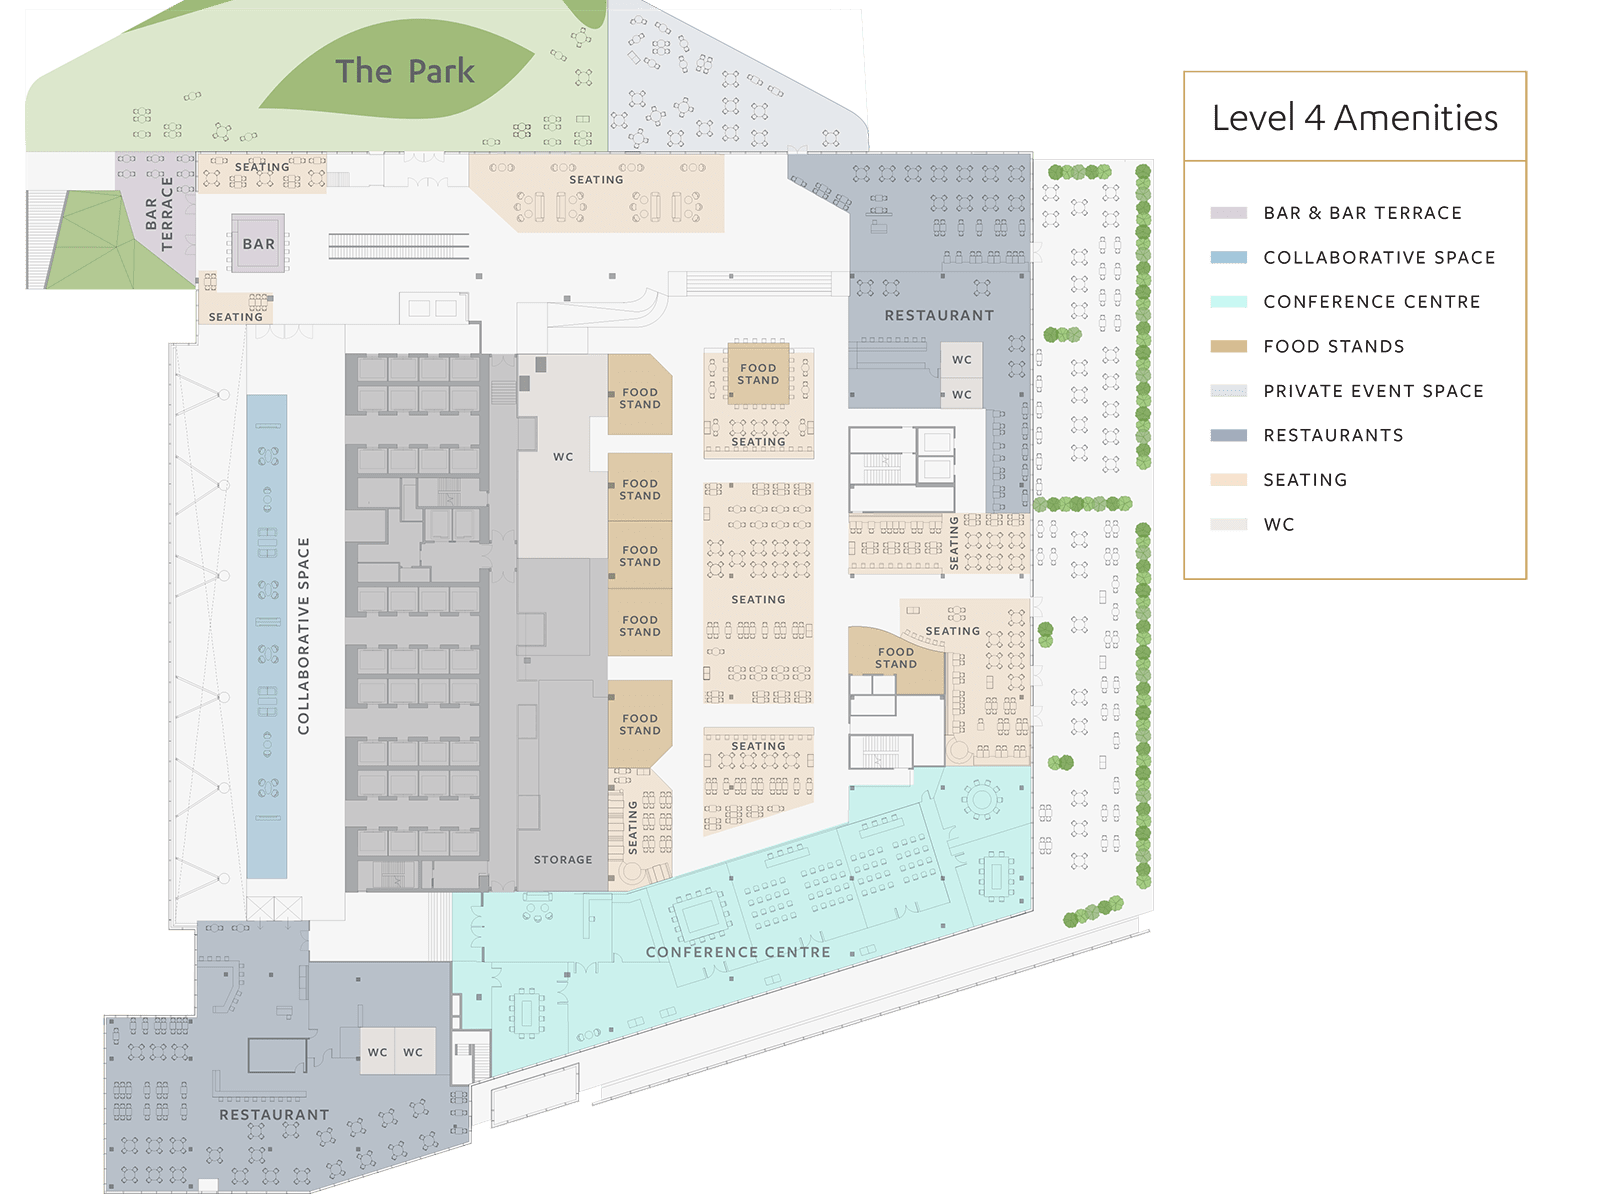 The Park
Level 4 Amenities
BAR & BAR TERRACE
COLLABORATIVE SPACE
CONFERENCE CENTRE
FOOD STANDS
PRIVATE EVENT SPACE
RESTAURANTS
SEATING
WC
SEATING
SEATING
BAR
TERRACE
BAR
SEATING
RESTAURANT
WC
WC
FOOD
STAND
FOOD
STAND
SEATING
WC
FOOD
STAND
FOOD
STAND
FOOD
STAND
SEATING
SEATING
SEATING
FOOD
STAND
COLLABORATIVE SPACE
FOOD
STAND
SEATING
SEATING
STORAGE
CONFERENCE CENTRE
WC
WC
RESTAURANT